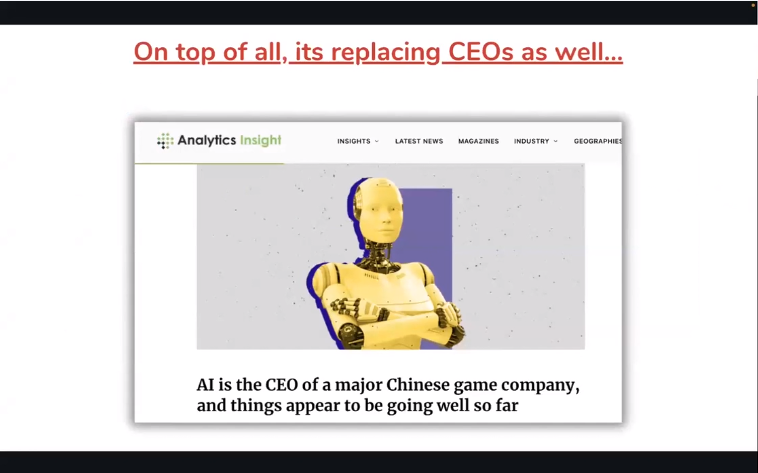 On top of all, its replacing CEOs as well...
Analytics Insight
INSIGHTS LATEST NEWS MAGAZINES INDUSTRY GEOGRAPHIES
AI is the CEO of a major Chinese game company,
and things appear to be going well so far